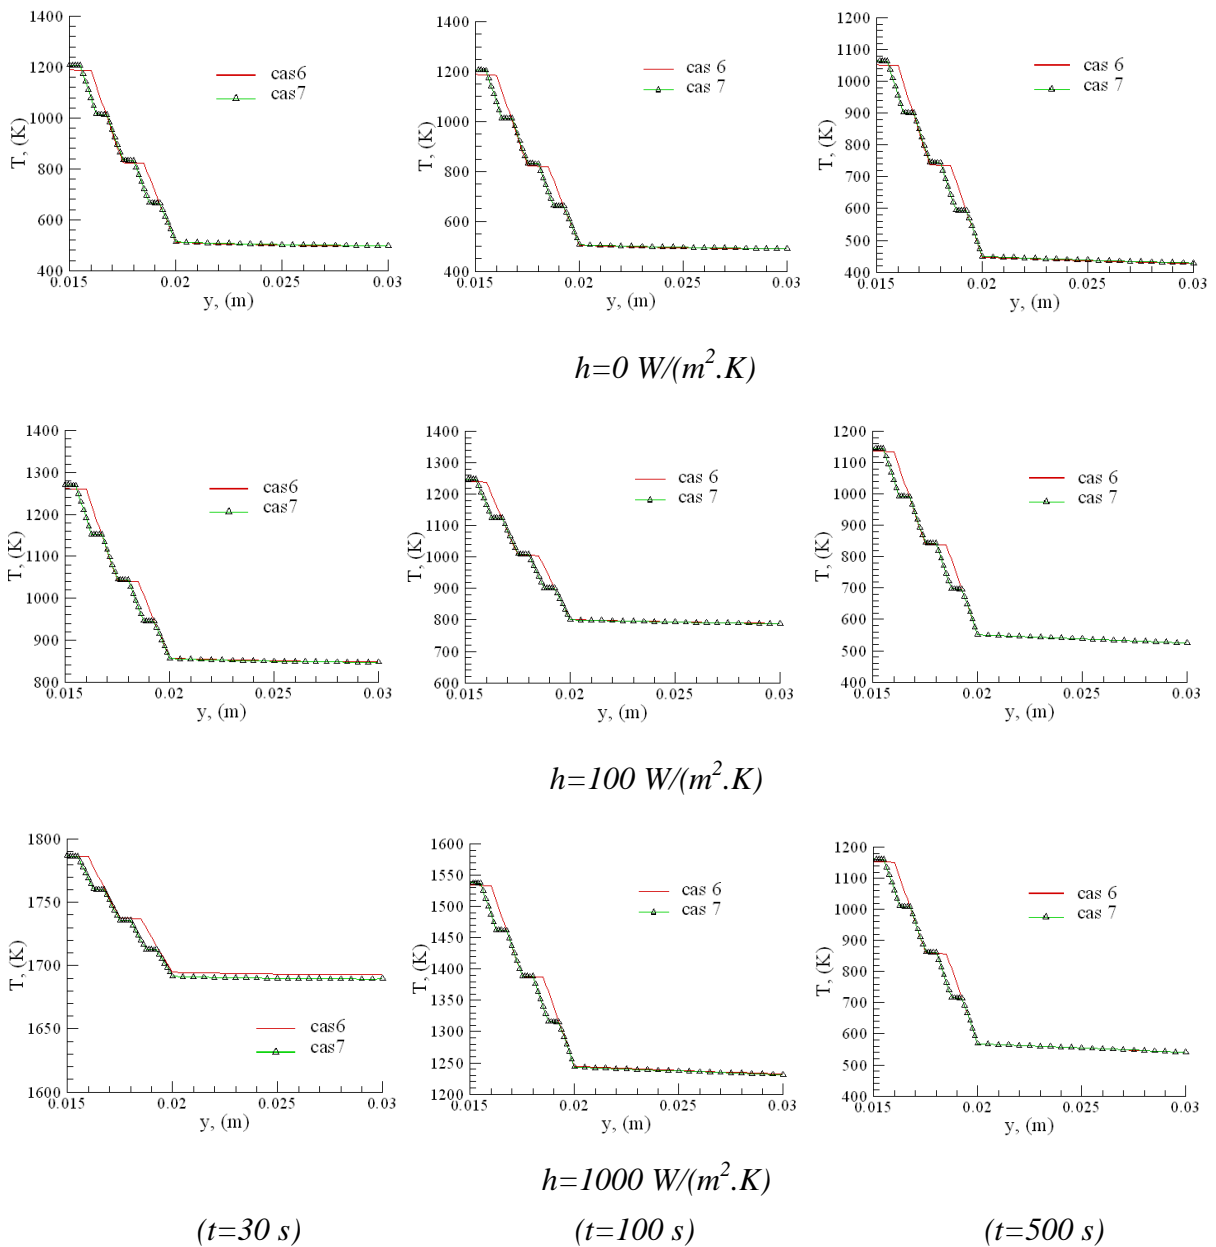 1400
1200
1000
800
600
400
T, (K)
cas6
cas7
0.015 0.02 0.025 0.03
y, (m)
1400
1200
1000
800
600
400
T, (K)
cas 6
cas 7
0.015 0.02 0.025 0.03
y, (m)
1200
1100
1000
900
800
700
600
500
400
T, (K)
cas 6
cas 7
0.015 0.02 0.025 0.03
y, (m)
h=0 W/(m².K)
1400
1300
1200
1100
1000
900
800
T, (K)
cas6
cas7
0.015 0.02 0.025 0.03
y, (m)
1400
1300
1200
1100
1000
900
800
700
600
T, (K)
cas 6
cas 7
0.015 0.02 0.025 0.03
y, (m)
1200
1100
1000
900
800
700
600
500
400
T, (K)
cas 6
cas 7
0.015 0.02 0.025 0.03
y, (m)
h=100 W/(m².K)
1800
1750
1700
1650
1600
T, (K)
cas6
cas7
0.015 0.02 0.025 0.03
y, (m)
1600
1550
1500
1450
1400
1350
1300
1250
1200
T, (K)
cas 6
cas 7
0.015 0.02 0.025 0.03
y, (m)
1200
1100
1000
900
800
700
600
500
400
T, (K)
cas 6
cas 7
0.015 0.02 0.025 0.03
y, (m)
h=1000 W/(m².K)
(t=30 s) (t=100 s) (t=500 s)